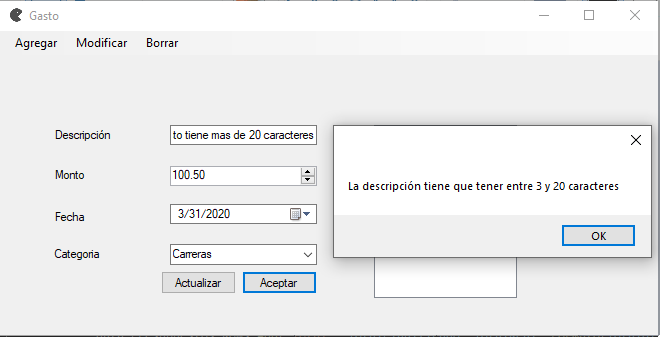 Gasto
Agregar Modificar Borrar
Descripción to tiene mas de 20 caracteres
Monto 100.50
Fecha 3/31/2020
Categoria Carreras
Actualizar Aceptar
La descripción tiene que tener entre 3 y 20 caracteres
OK